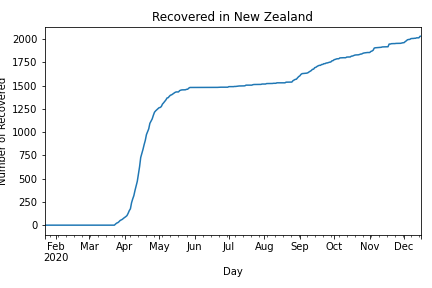 Recovered in New Zealand
Number of Recovered
2000
1750
1500
1250
1000
750
500
250
0
Feb Mar Apr May Jun Jul Aug Sep Oct Nov Dec
2020
Day